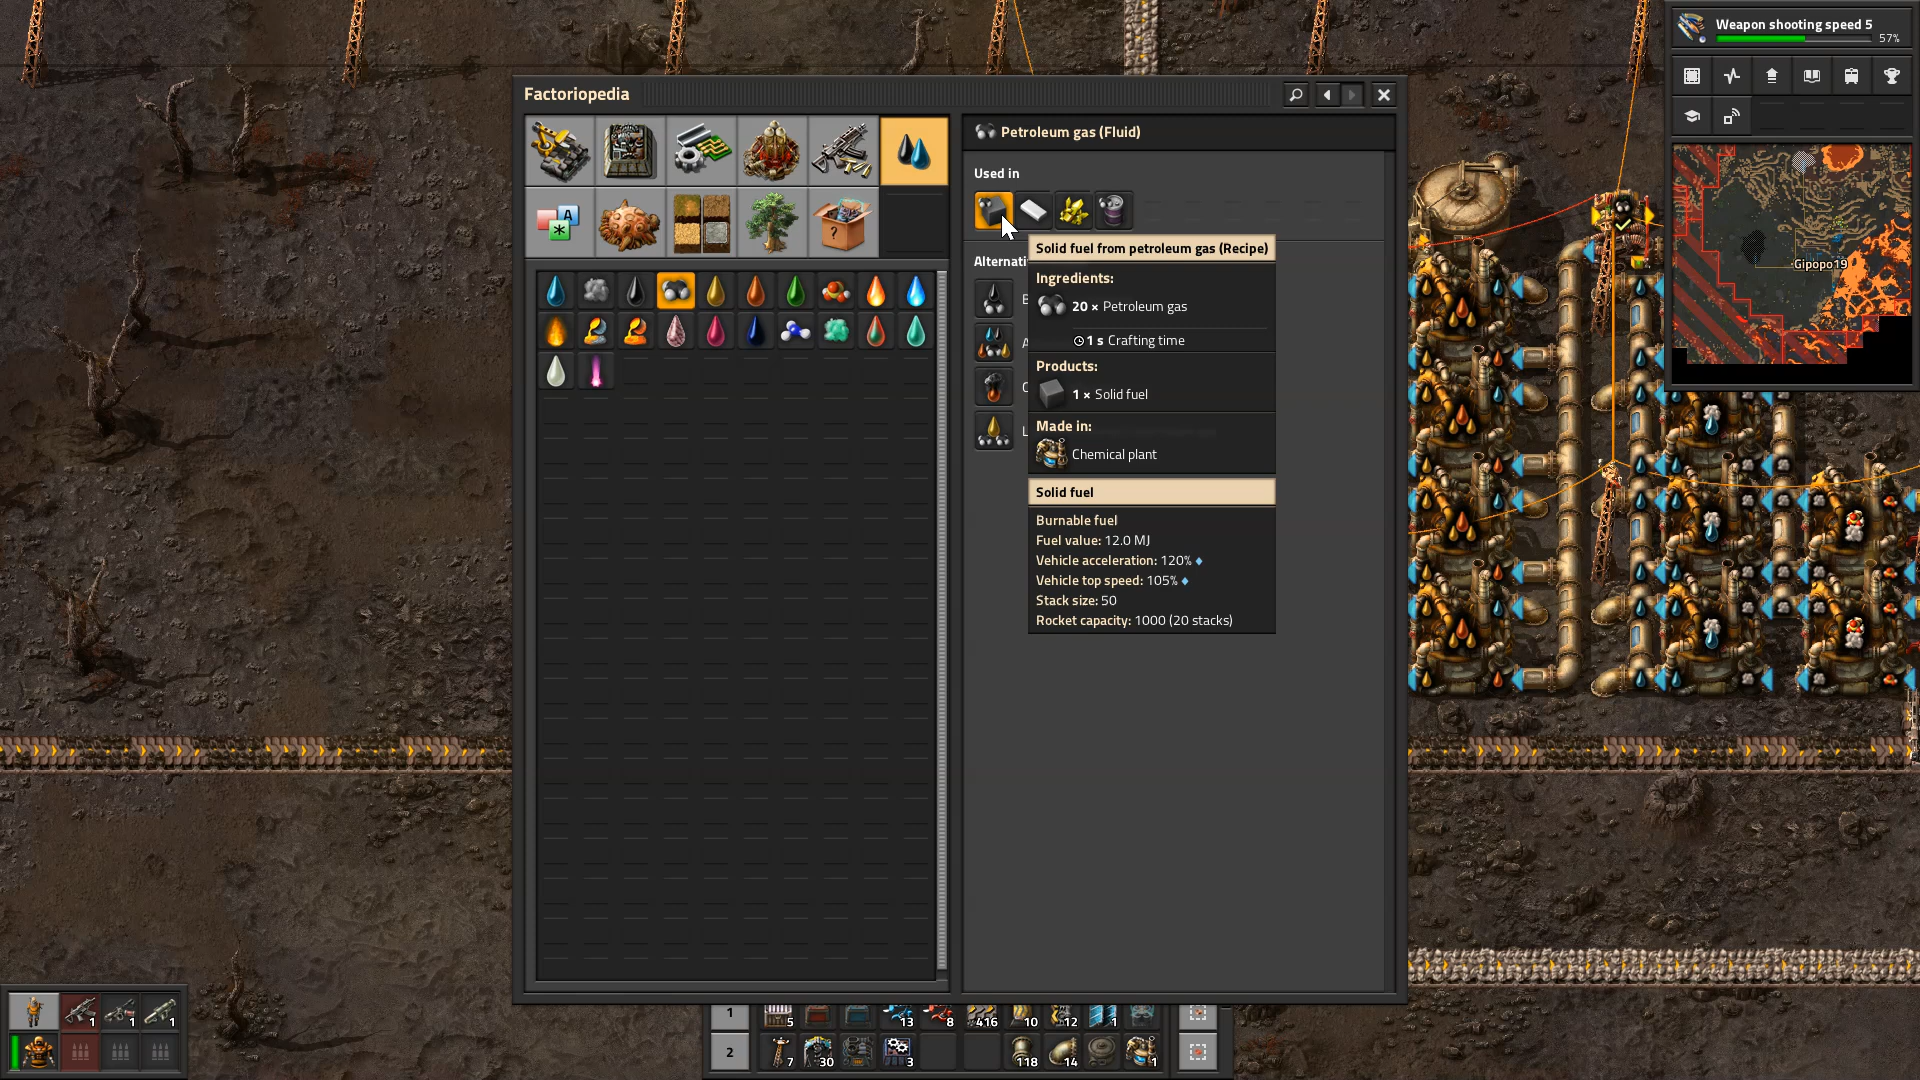 Weapon shooting speed 5
57%
Factoriopedia
Petroleum gas (Fluid)
Used in
Solid fuel from petroleum gas (Recipe)
Alternati
Ingredients:
20 × Petroleum gas
1 s Crafting time
Products:
1 × Solid fuel
Made in:
Chemical plant
Solid fuel
Burnable fuel
Fuel value: 12.0 MJ
Vehicle acceleration: 120%
Vehicle top speed: 105%
Stack size: 50
Rocket capacity: 1000 (20 stacks)
A
?
Gipopo19
1
1
1
1
5
13
8
416
10
12
1
2
7
30
3
118
14
1